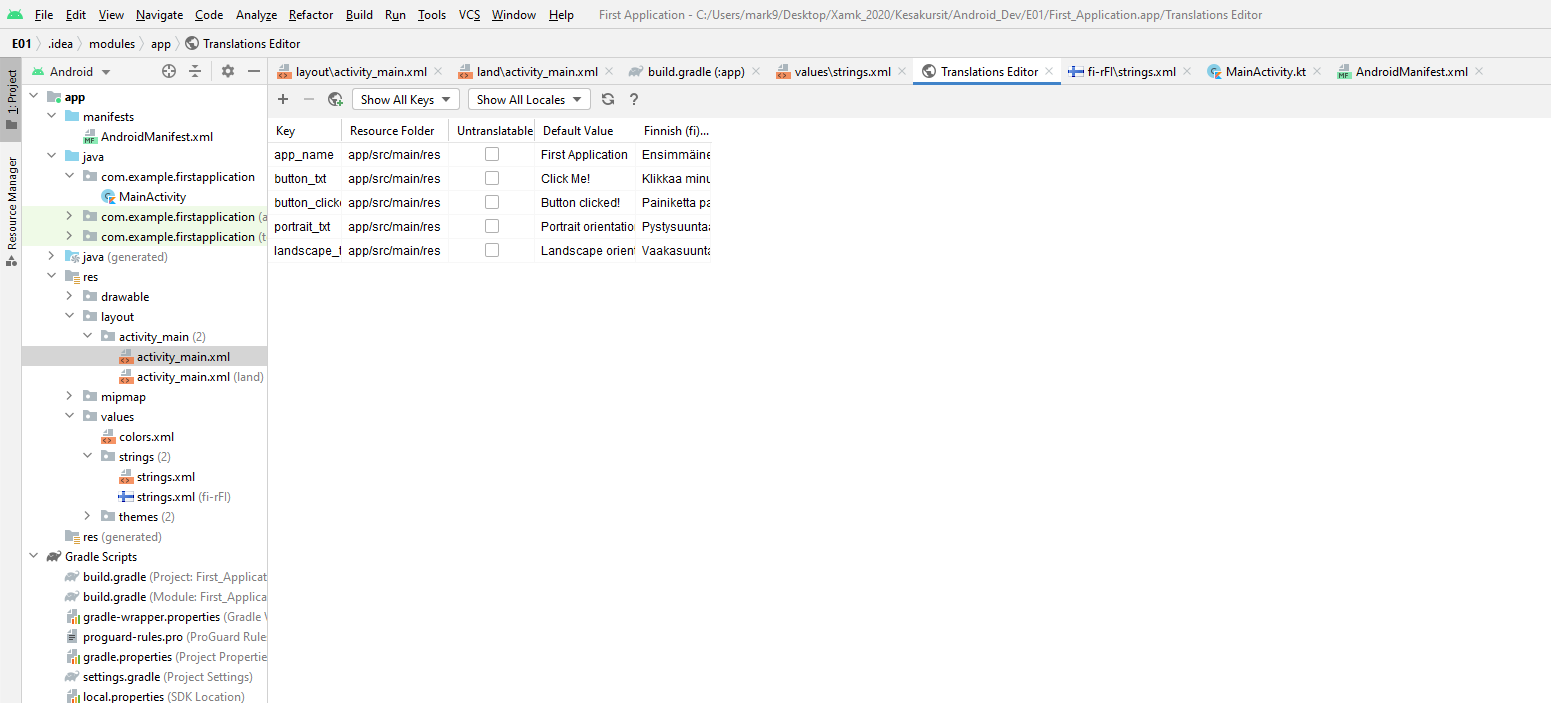 File Edit View Navigate Code Analyze Refactor Build Run Tools VCS Window Help First Application - C:/Users/mark9/Desktop/Xamk_2020/Kesakursit/Android_Dev/E01/First_Application.app/Translations Editor
E01 .idea modules app Translations Editor
1: Project
Resource Manager
Android
layout\activity_main.xml land\activity_main.xml build.gradle (:app) values\strings.xml Translations Editor fi-rFI\strings.xml MainActivity.kt AndroidManifest.xml
app
manifests
AndroidManifest.xml
java
com.example.firstapplication
MainActivity
com.example.firstapplication (a
com.example.firstapplication (t
java (generated)
res
drawable
layout
activity_main (2)
activity_main.xml
activity_main.xml (land)
mipmap
values
colors.xml
strings (2)
strings.xml
strings.xml (fi-rFI)
themes (2)
res (generated)
Gradle Scripts
build.gradle (Project: First_Applicat
build.gradle (Module: First_Applica
gradle-wrapper.properties (Gradle V
proguard-rules.pro (ProGuard Rule
gradle.properties (Project Propertie
settings.gradle (Project Settings)
local.properties (SDK Location)
Show All Keys Show All Locales ?
Key Resource Folder Untranslatable Default Value Finnish (fi)...
app_name app/src/main/res First Application Ensimmäine
button_txt app/src/main/res Click Me! Klikkaa minu
button_clicke app/src/main/res Button clicked! Painiketta pa
portrait_txt app/src/main/res Portrait orientatio Pystysuuntaa
landscape_t app/src/main/res Landscape orient Vaakasuunta